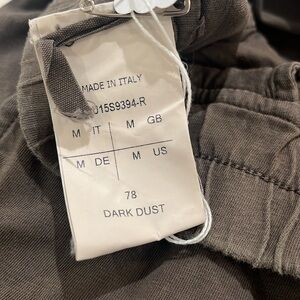 MADE IN ITALY
015S9394-R
M IT M GB
M DE M US
78
DARK DUST